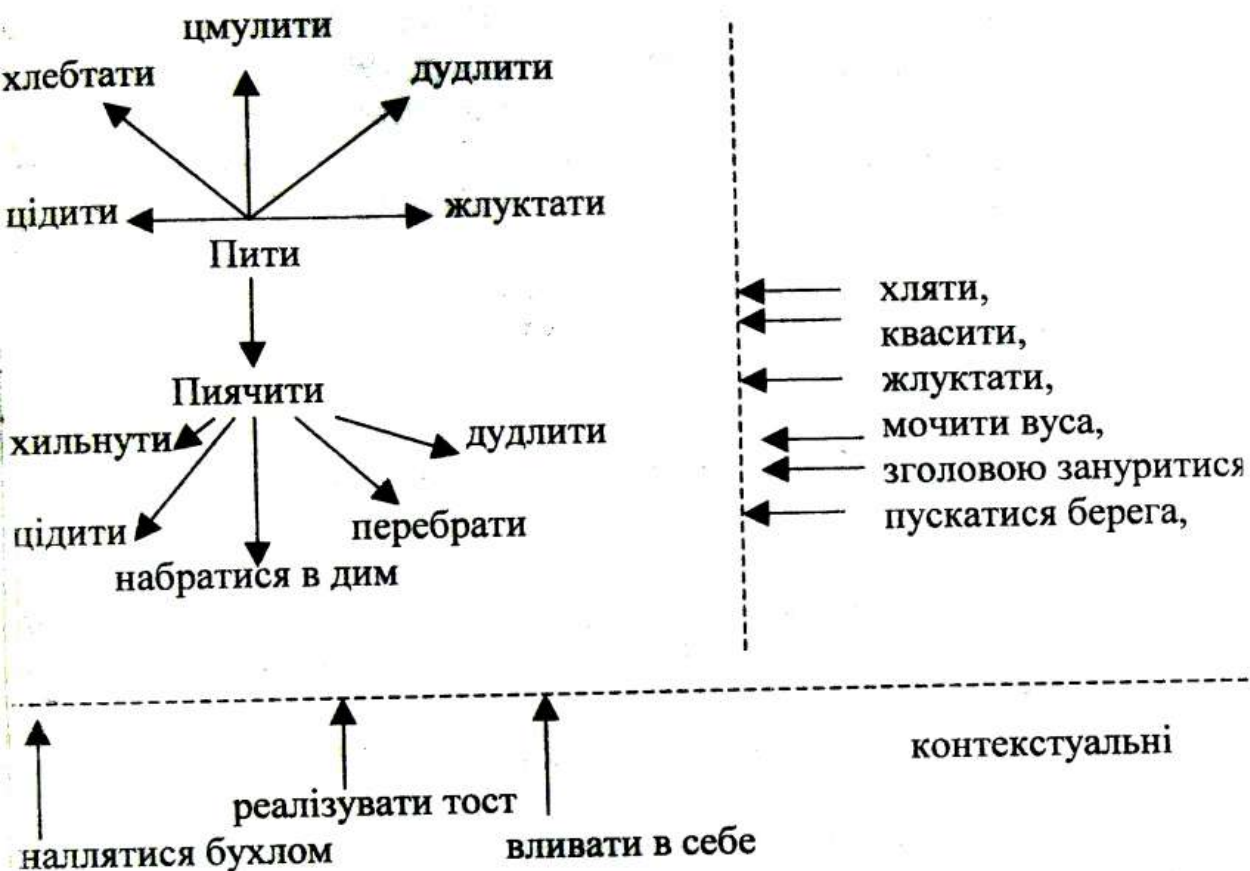 цмулити
хлебтати
дудлити
цідити
жлуктати
Пити
хляти,
квасити,
Пиячити
жлуктати,
хильнути
дудлити
мочити вуса,
зголовою зануритися
цідити
перебрати
пускатися берега,
набратися в дим
контекстуальні
реалізувати тост
наллятися бухлом
вливати в себе